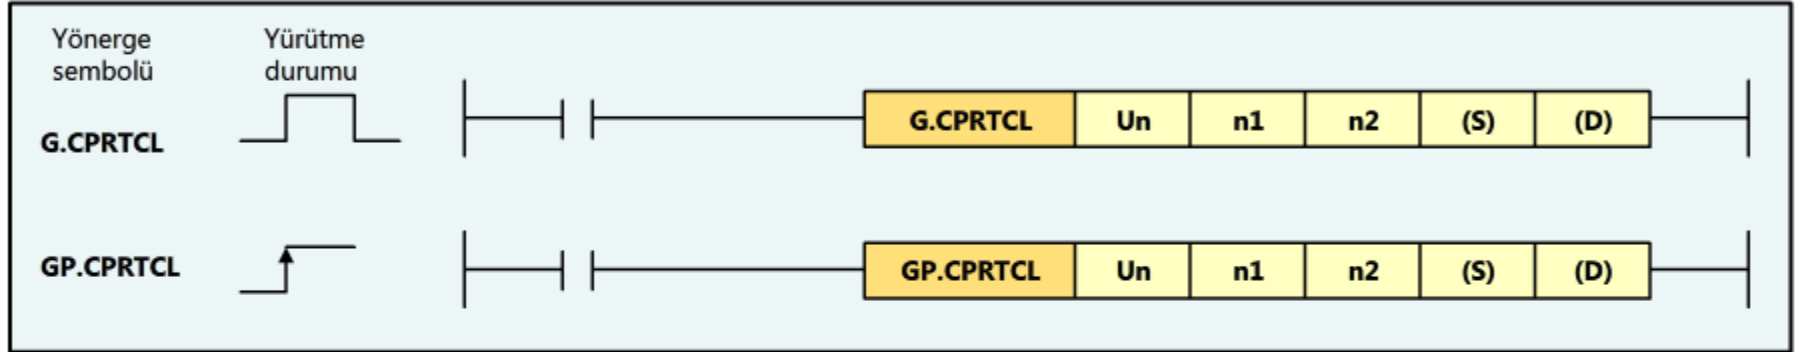 Yönerge
sembolü
Yürütme
durumu
G.CPRTCL
G.CPRTCL Un n1 n2 (S) (D)
GP.CPRTCL
GP.CPRTCL Un n1 n2 (S) (D)